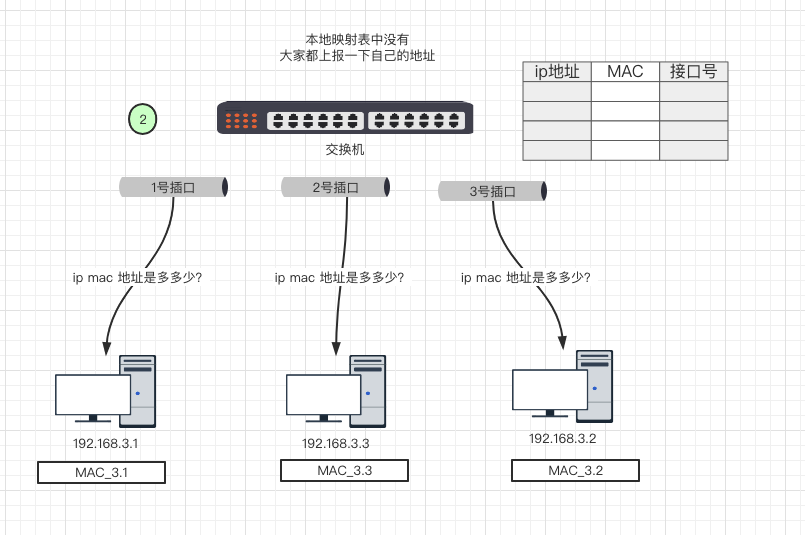 本地映射表中没有
大家都上报一下自己的地址
ip地址 MAC 接口号
2
交换机
1号插口 2号插口 3号插口
ip mac 地址是多多少? ip mac 地址是多多少? ip mac 地址是多多少?
192.168.3.1 192.168.3.3 192.168.3.2
MAC_3.1 MAC_3.3 MAC_3.2